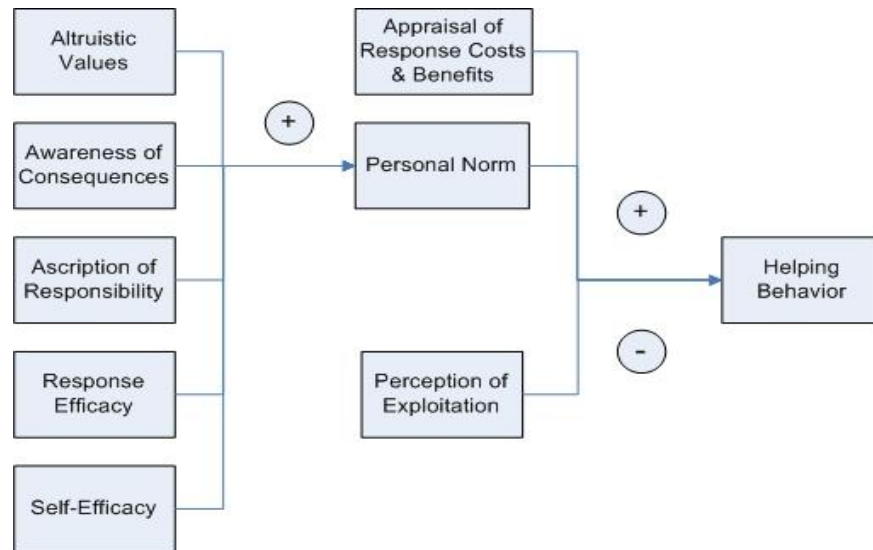 Altruistic
Values
Awareness of
Consequences
Ascription of
Responsibility
Response
Efficacy
Self-Efficacy
+
Appraisal of
Response Costs
& Benefits
Personal Norm
Perception of
Exploitation
+
-
Helping
Behavior